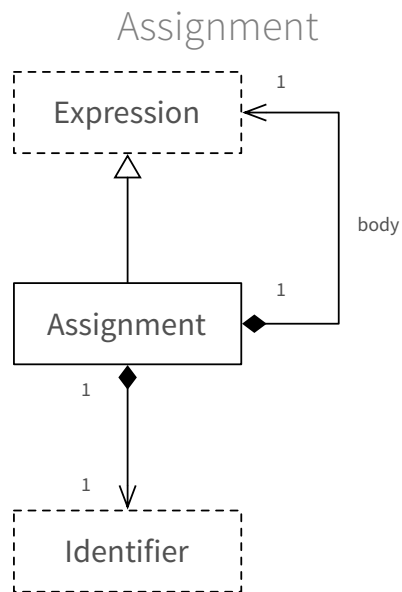 Assignment
1
Expression
body
1
Assignment
1
1
Identifier